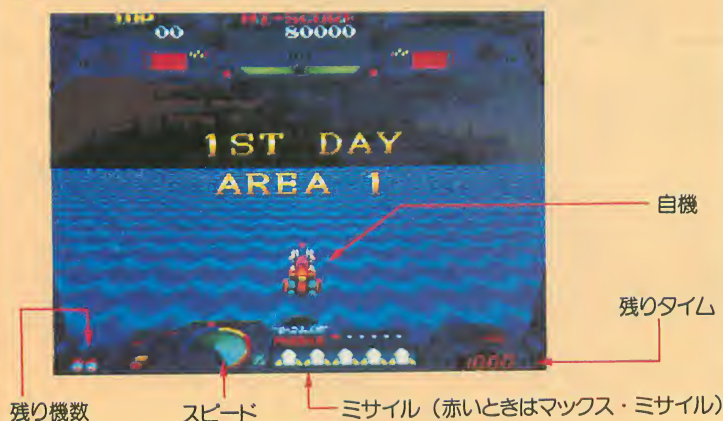 00 80000
1ST DAY
AREA 1
自機
残りタイム
残り機数
スピード
ミサイル（赤いときはマックス・ミサイル）